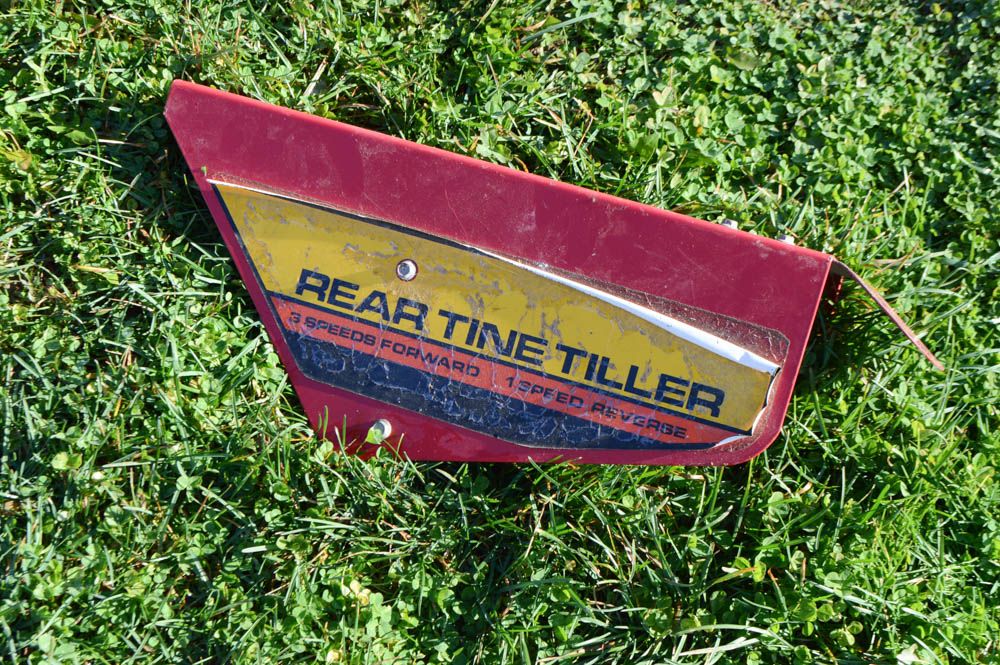 REAR TINE TILLER
3 SPEEDS FORWARD 1 SPEED REVERSE